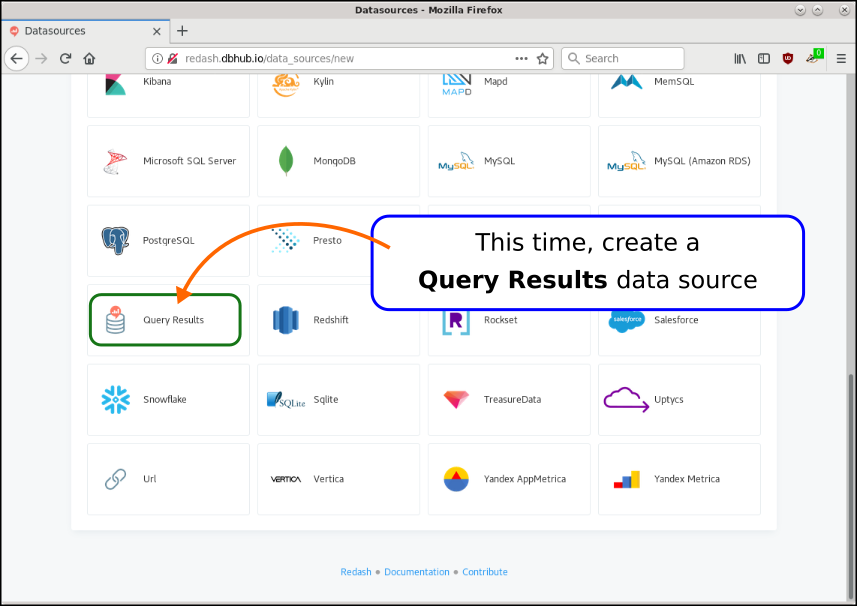 Datasources - Mozilla Firefox
Datasources
redash.dbhub.io/data_sources/new
Search
0
Kibana
Kylin
MAPD
Mapd
MemSQL
Microsoft SQL Server
MongoDB
MySQL
MySQL
MySQL
MySQL (Amazon RDS)
PostgreSQL
Presto
This time, create a
Query Results data source
Query Results
Redshift
R
Rockset
salesforce
Salesforce
Snowflake
SQLite
Sqlite
TreasureData
Uptycs
Url
VERTICA
Vertica
Yandex AppMetrica
Yandex Metrica
Redash • Documentation • Contribute